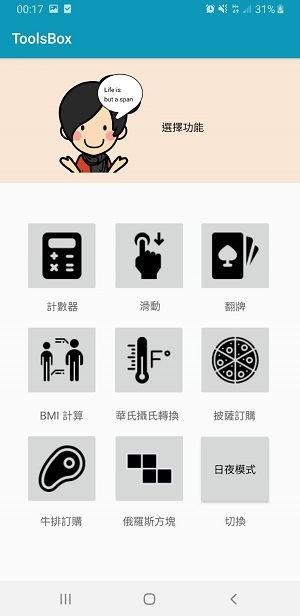 00:17 31%
ToolsBox
Life is
but a span
選擇功能
計數器 滑動 翻牌
F°
BMI 計算 華氏攝氏轉換 披薩訂購
日夜模式
牛排訂購 俄羅斯方塊 切換